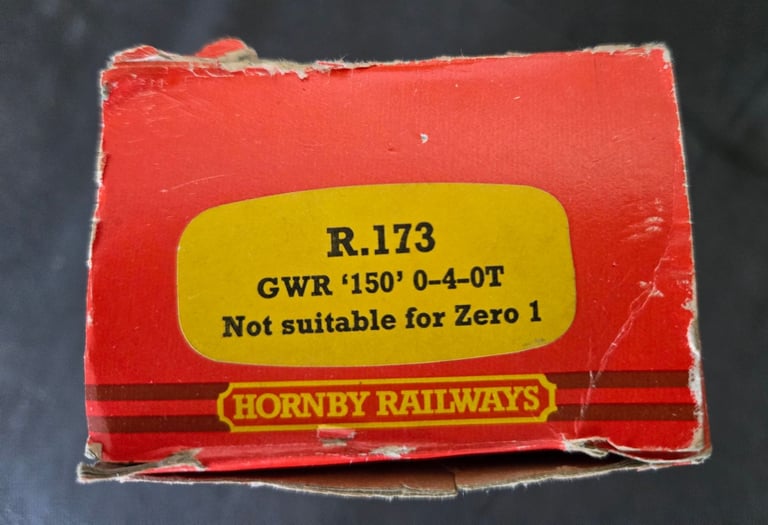 R.173
GWR ‘150’ 0-4-0T
Not suitable for Zero 1
HORNBY RAILWAYS